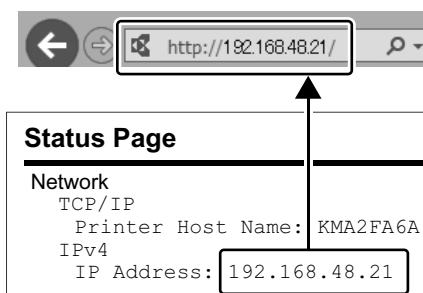 http://192.168.48.21/
Status Page
Network
TCP/IP
Printer Host Name: KMA2FA6A
IPv4
IP Address: 192.168.48.21